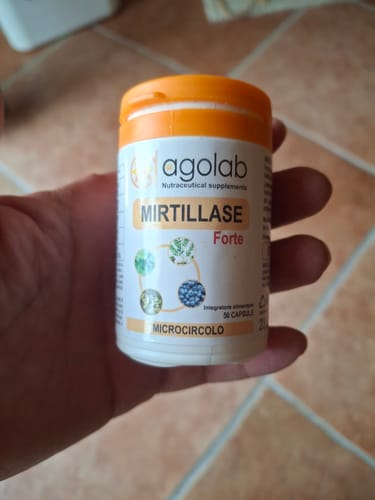 agolab
Nutraceutical supplements
MIRTILLASE
Forte
Integratore alimentare
50 CAPSULE
MICROCIRCOLO